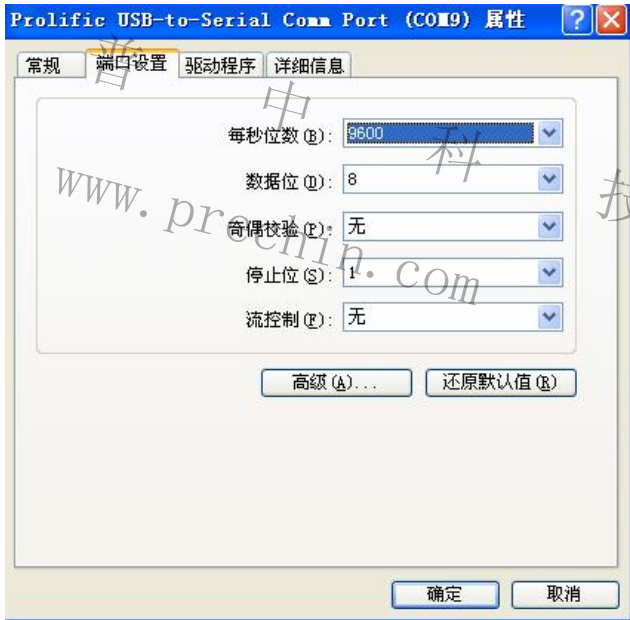 Prolific USB-to-Serial Comm Port (COM9) 属性
常规 端口设置 驱动程序 详细信息
每秒位数(B): 9600
数据位(D): 8
奇偶校验(P): 无
停止位(S): 1
流控制(F): 无
高级(A)... 还原默认值(R)
确定 取消
普中科技
www.prechin.com